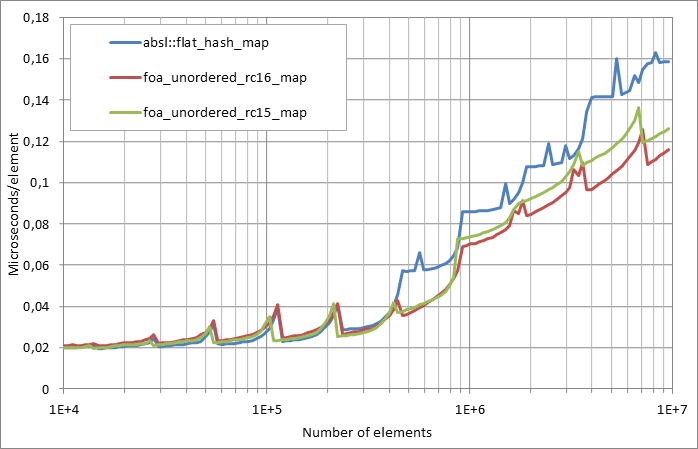 0,18
0,16
0,14
0,12
0,1
0,08
0,06
0,04
0,02
0
Microseconds/element
absl::flat_hash_map
foa_unordered_rc16_map
foa_unordered_rc15_map
1E+4 1E+5 1E+6 1E+7
Number of elements